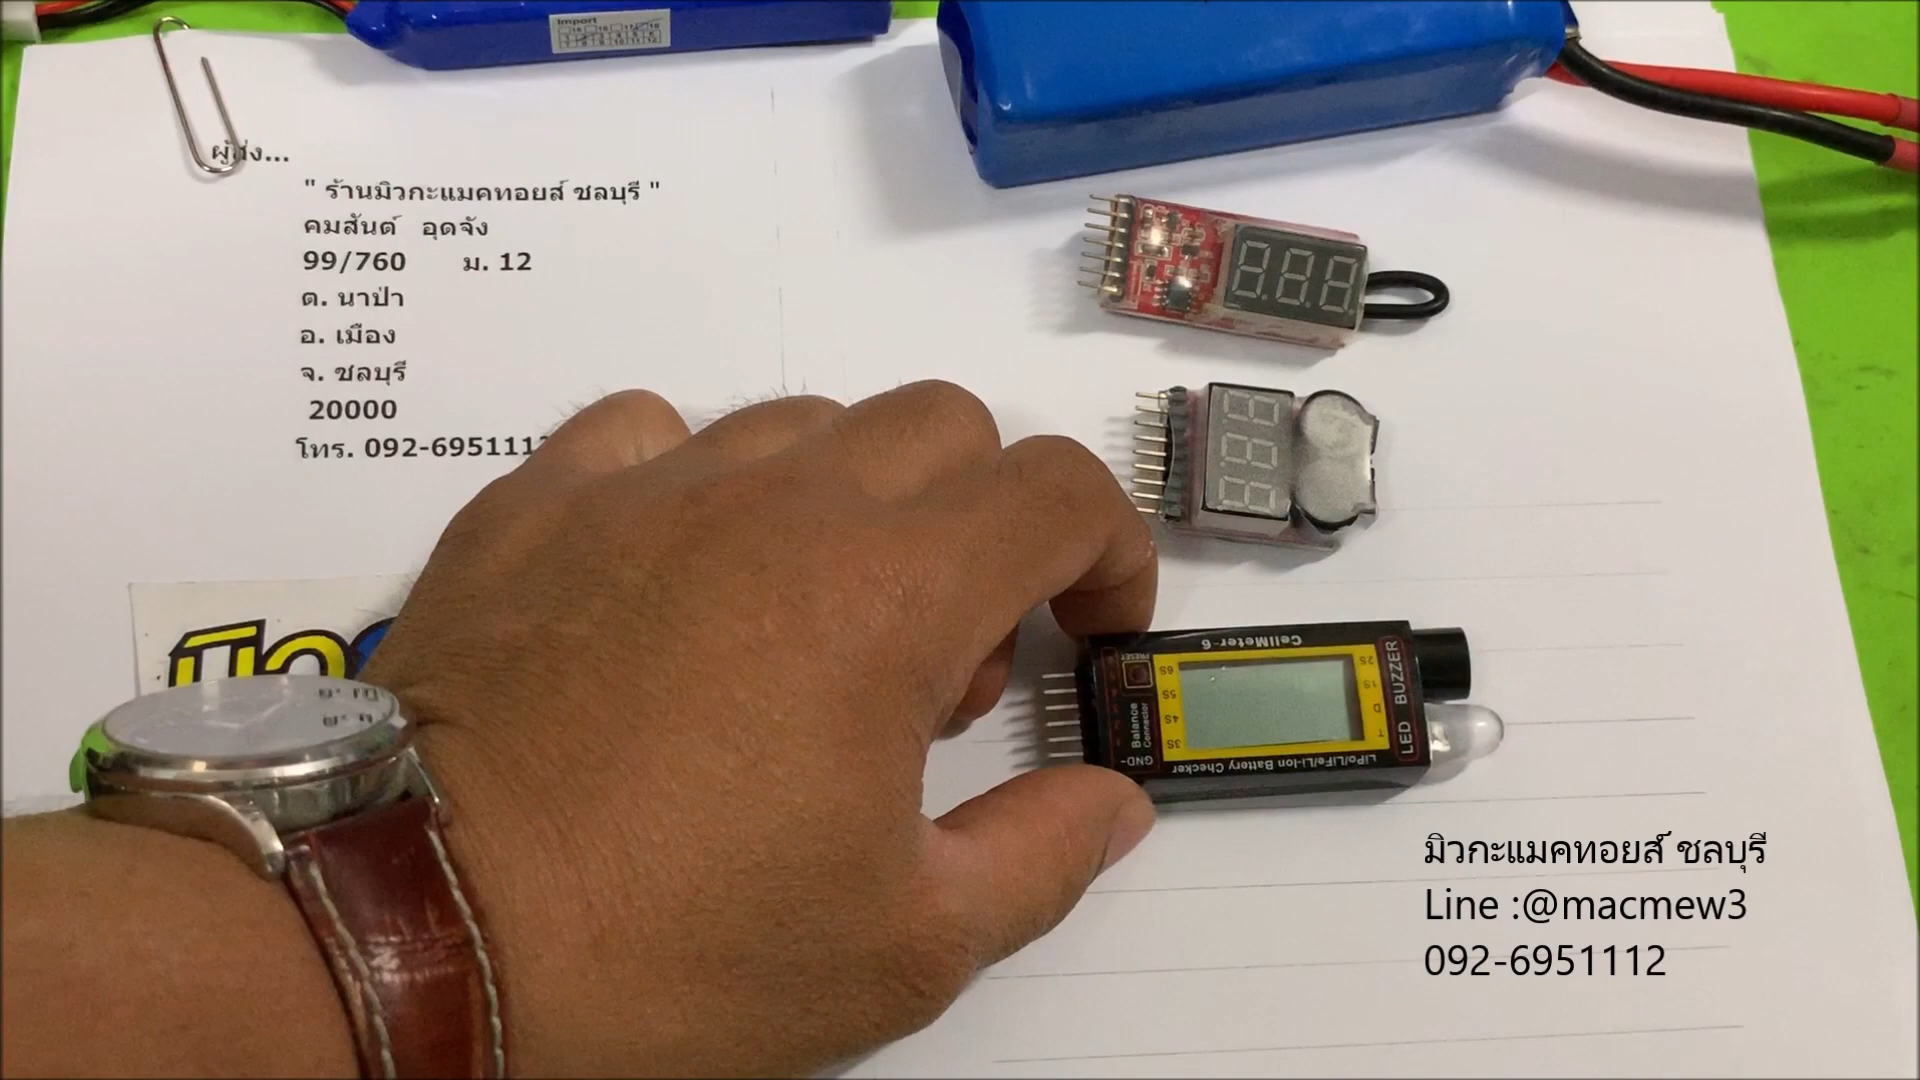 Import
ผู้ส่ง...
" ร้านมิวกะแมคทอยส์ ชลบุรี "
คมสันต์ อุดจัง
99/760 ม. 12
ต. นาป่า
อ. เมือง
จ. ชลบุรี
20000
โทร. 092-695111
มิว
CellMeter-6
PRESET
6S
5S
4S
3S
2S
1S
Balance
Connector
GND-
LED BUZZER
LiPo/LiFe/Li-Ion Battery Checker
มิวกะแมคทอยส์ ชลบุรี
Line :@macmew3
092-6951112